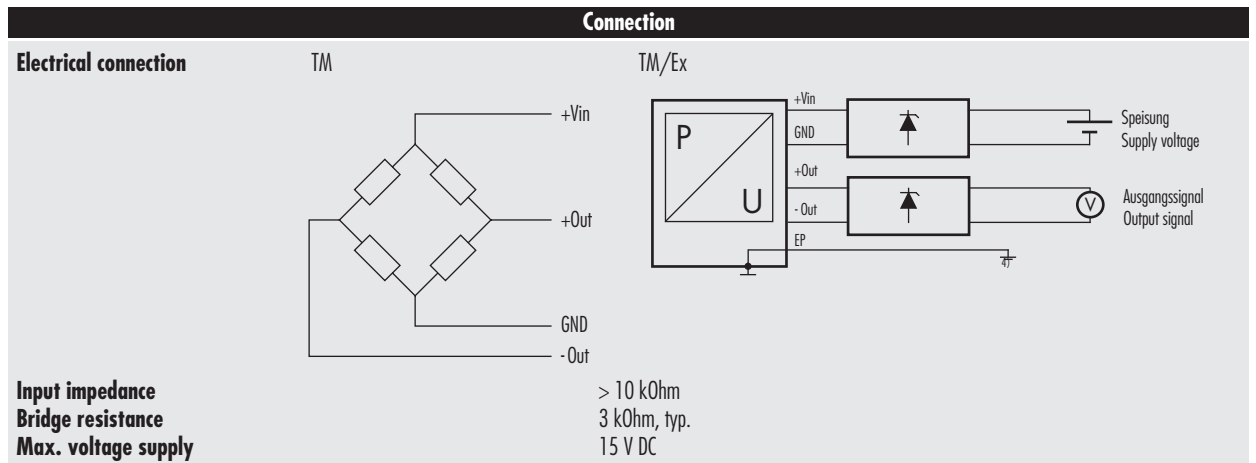 Connection
Electrical connection
TM
TM/Ex
+Vin
+Out
GND
- Out
P
U
+Vin
GND
+Out
- Out
EP
4)
Speisung
Supply voltage
V
Ausgangssignal
Output signal
Input impedance > 10 kOhm
Bridge resistance 3 kOhm, typ.
Max. voltage supply 15 V DC